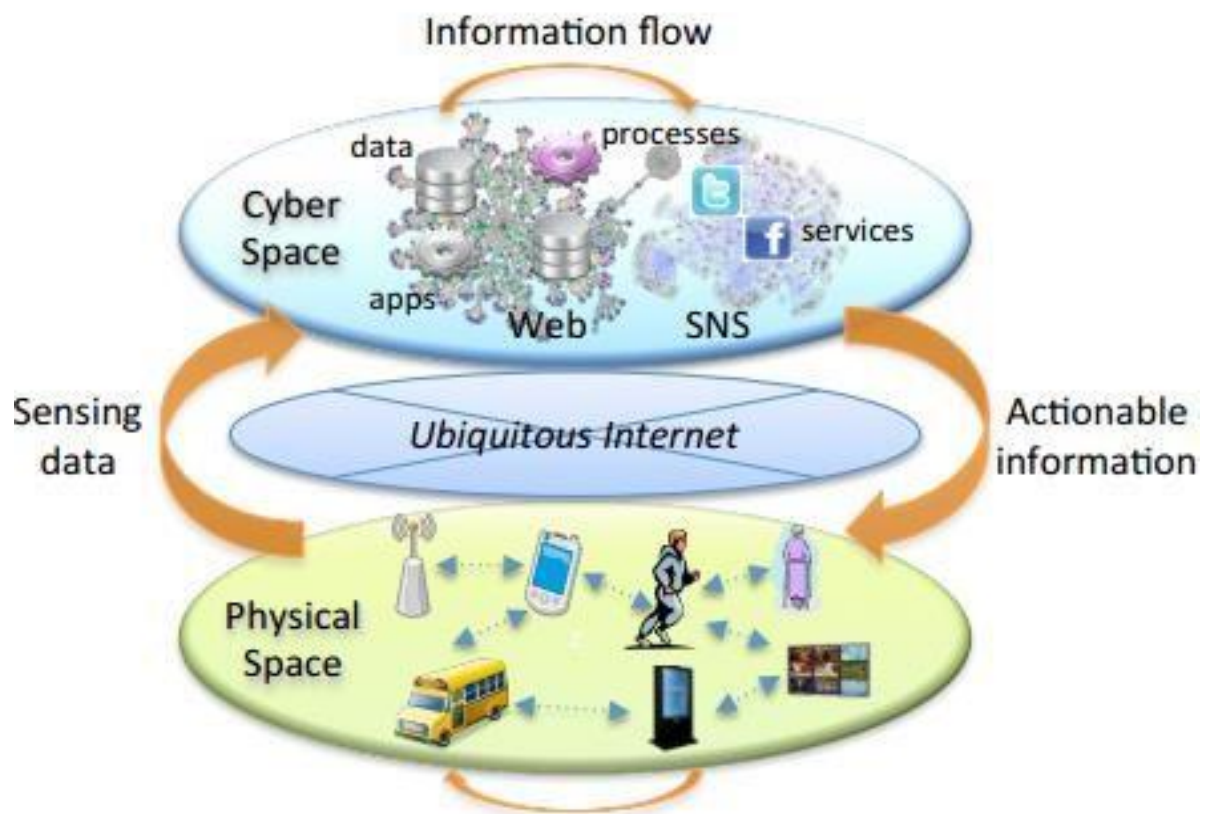 Information flow
data
processes
Cyber
Space
services
apps
Web
SNS
Sensing
data
Ubiquitous Internet
Actionable
information
Physical
Space